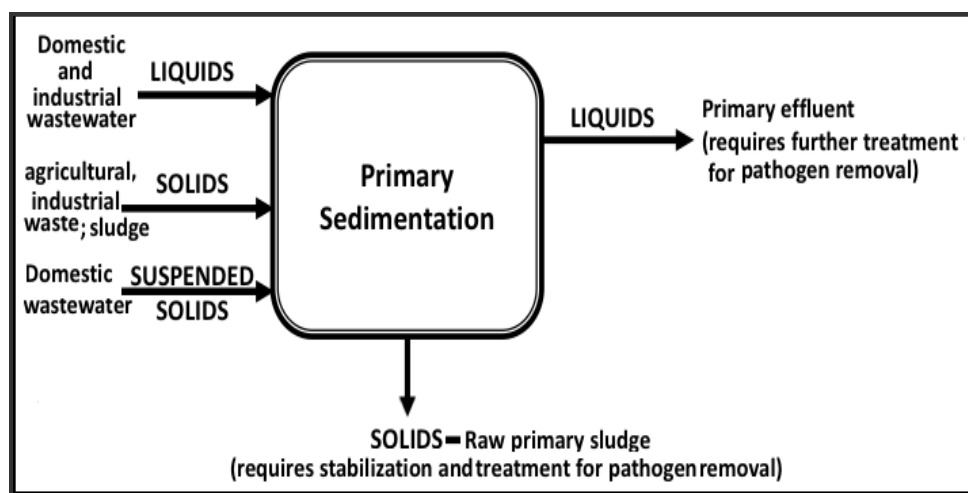 Domestic
and
industrial
wastewater
LIQUIDS
agricultural,
industrial
waste; sludge
SOLIDS
Domestic
wastewater
SUSPENDED
SOLIDS
Primary
Sedimentation
LIQUIDS
Primary effluent
(requires further treatment
for pathogen removal)
SOLIDS – Raw primary sludge
(requires stabilization and treatment for pathogen removal)